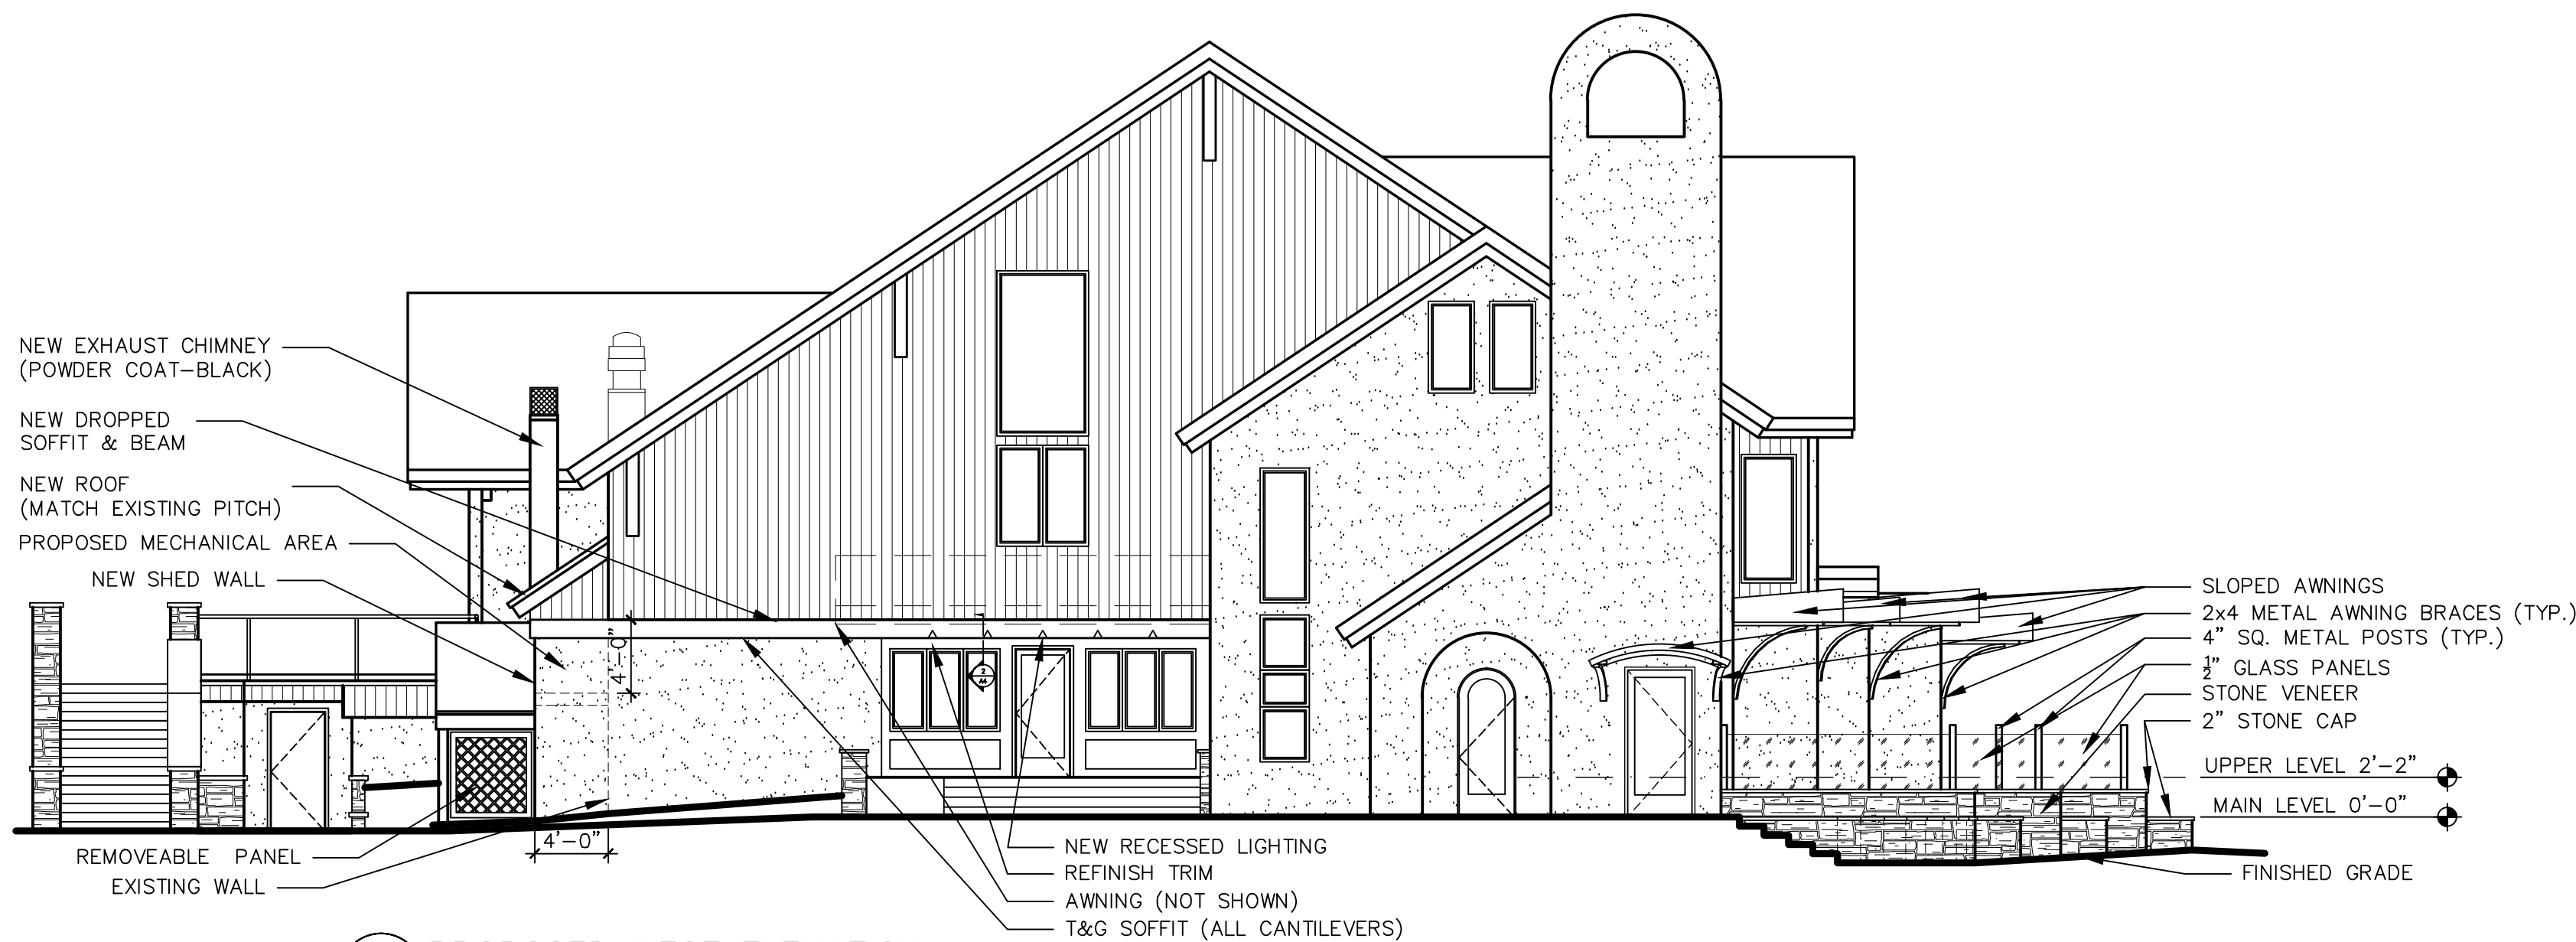 NEW EXHAUST CHIMNEY
(POWDER COAT-BLACK)
NEW DROPPED
SOFFIT & BEAM
NEW ROOF
(MATCH EXISTING PITCH)
PROPOSED MECHANICAL AREA
NEW SHED WALL
REMOVEABLE PANEL
EXISTING WALL
4'-0"
4'-0"
2
A4
NEW RECESSED LIGHTING
REFINISH TRIM
AWNING (NOT SHOWN)
T&G SOFFIT (ALL CANTILEVERS)
SLOPED AWNINGS
2x4 METAL AWNING BRACES (TYP.)
4" SQ. METAL POSTS (TYP.)
½" GLASS PANELS
STONE VENEER
2" STONE CAP
UPPER LEVEL 2'-2"
MAIN LEVEL 0'-0"
FINISHED GRADE